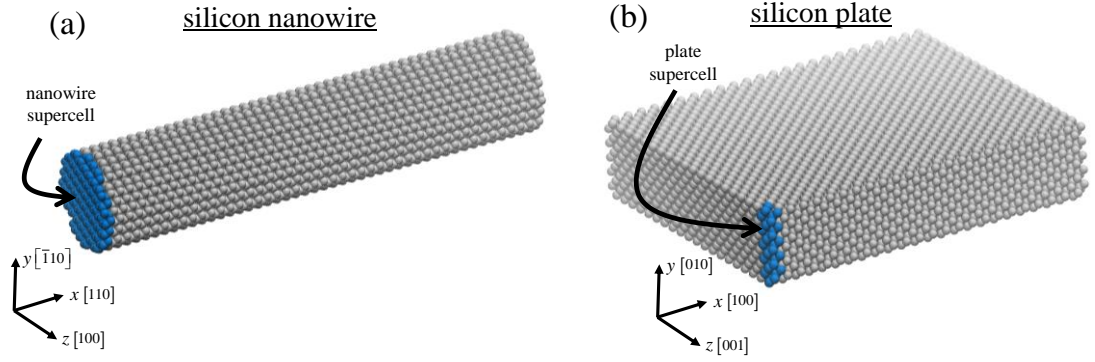 (a)
silicon nanowire
nanowire
supercell
y [1̄10]
x [110]
z [100]
(b)
silicon plate
plate
supercell
y [010]
x [100]
z [001]